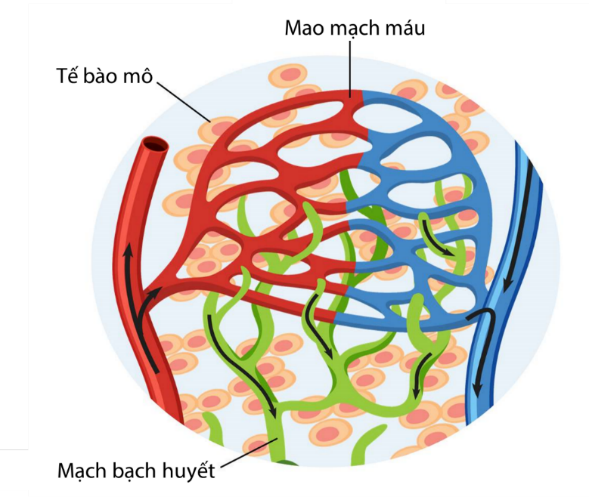 Mao mạch máu
Tế bào mô
Mạch bạch huyết